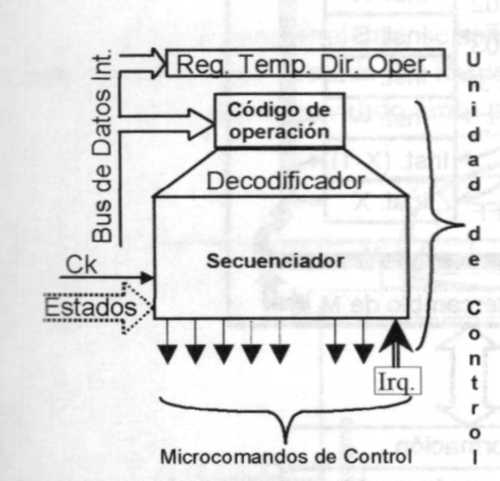 Reg. Temp. Dir. Oper.
Código de
operación
Decodificador
Secuenciador
Bus de Datos Int.
Ck
Estados
Irq.
Microcomandos de Control
Unidad de Control